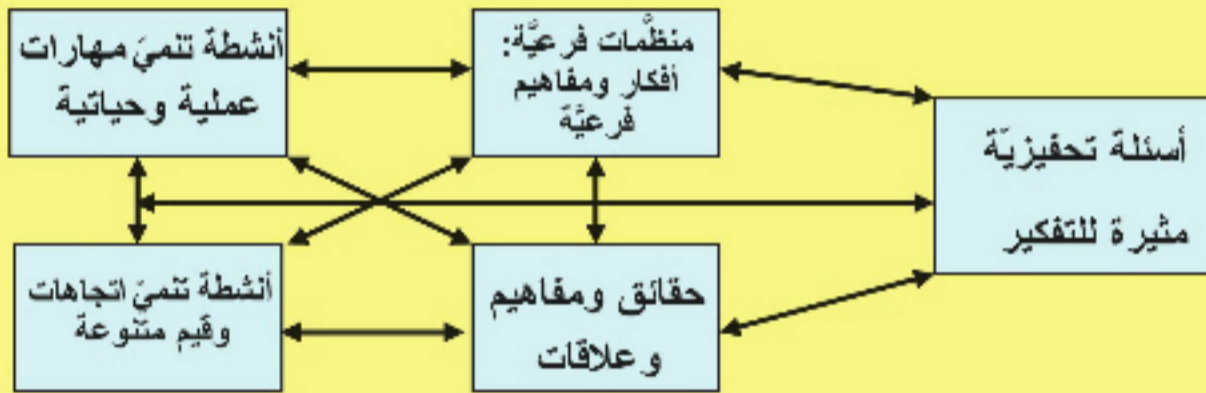 أنشطة تنميَ مهارات
عملية وحياتية
منظَّمات فرعيَّة:
أفكار ومفاهيم
فرعيَّة
أسئلة تحفيزيّة
مثيرة للتفكير
أنشطة تنميَ اتجاهات
وقيم متنوعة
حقائق ومفاهيم
وعلاقات